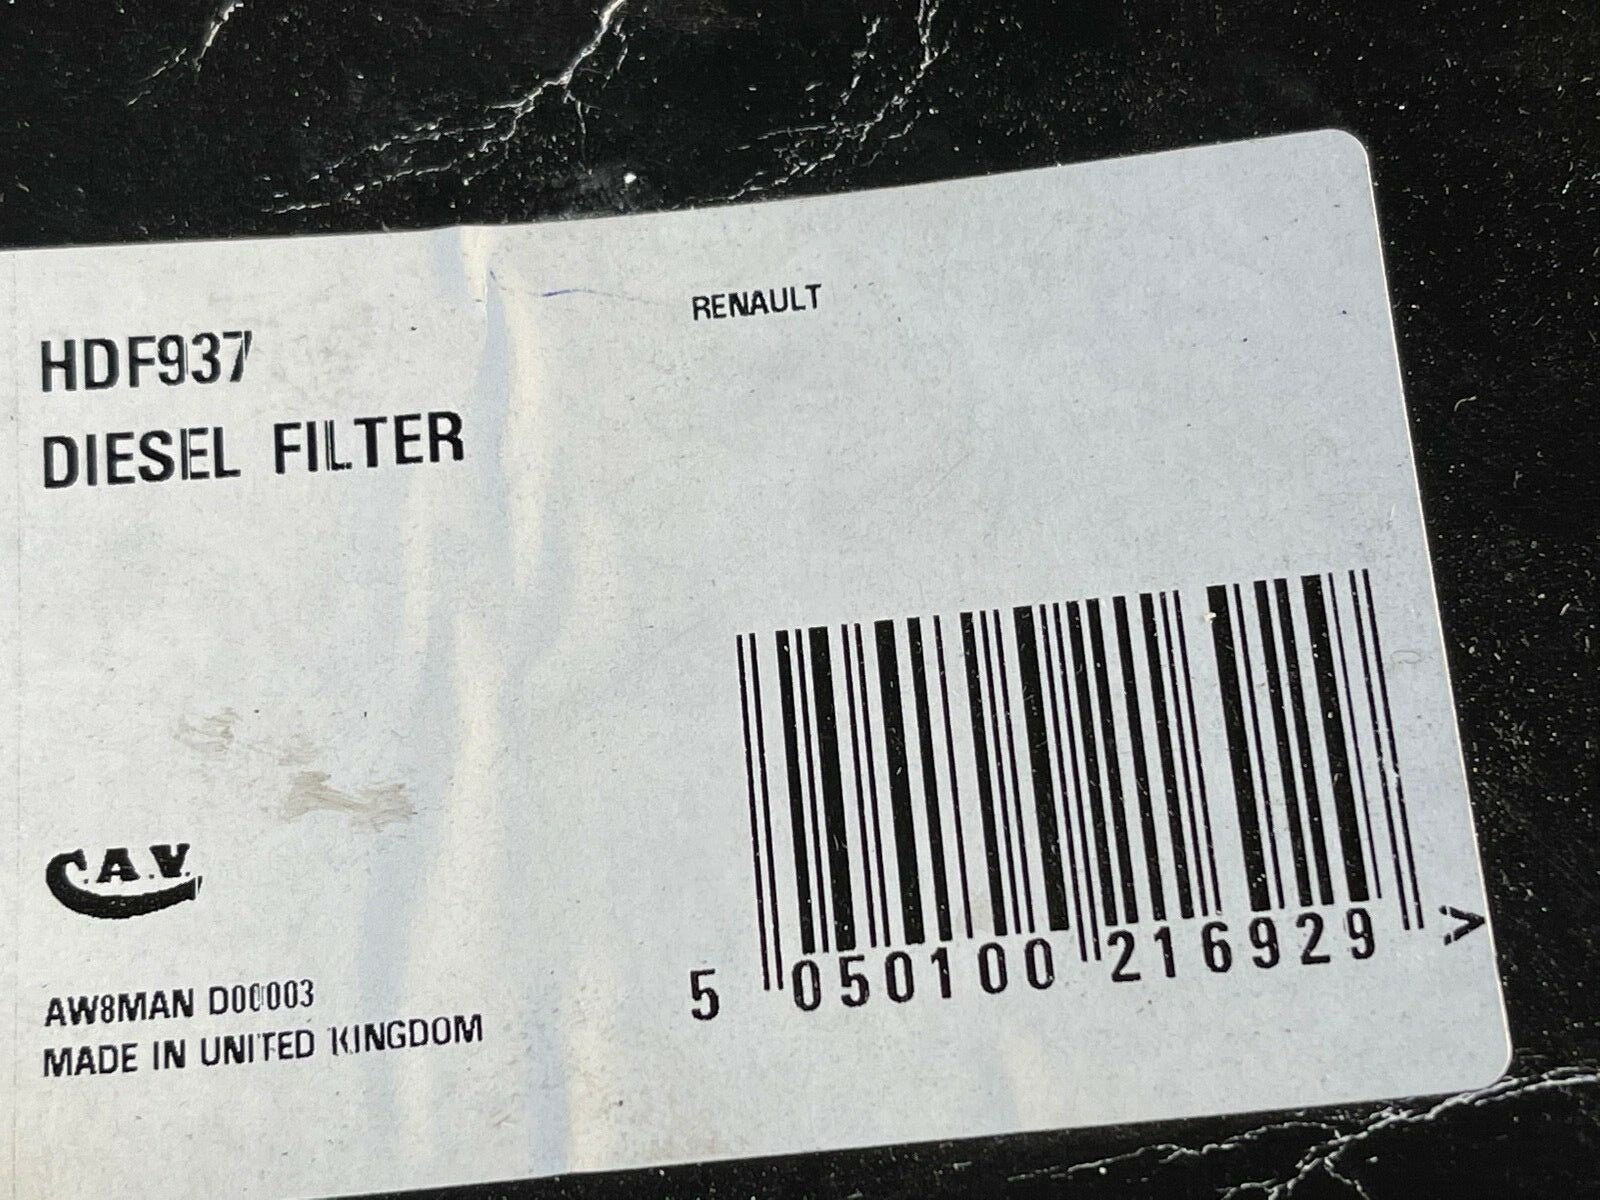 RENAULT
HDF937
DIESEL FILTER
C.A.V.
AW8MAN D00003
MADE IN UNITED KINGDOM
5 050100 216929 >